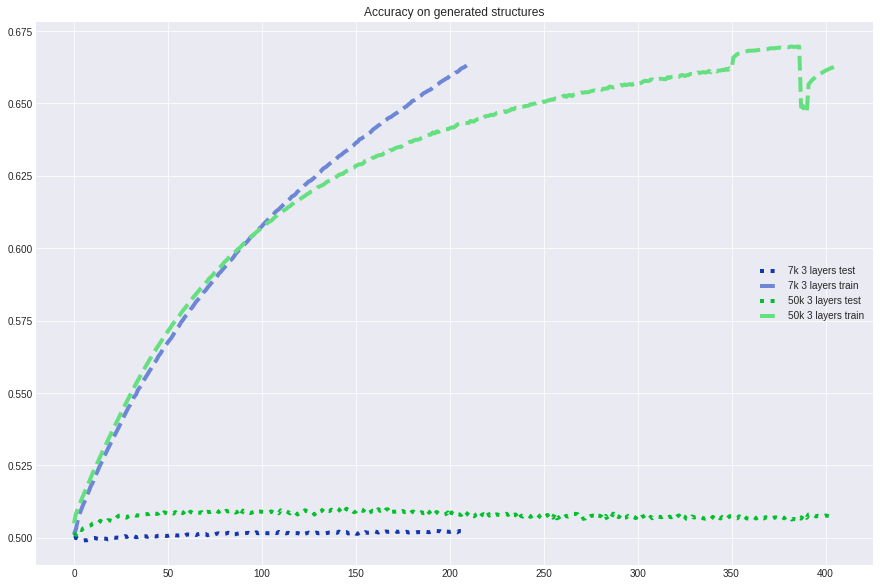 Accuracy on generated structures
0.675
0.650
0.625
0.600
0.575
0.550
0.525
0.500
7k 3 layers test
7k 3 layers train
50k 3 layers test
50k 3 layers train
0 50 100 150 200 250 300 350 400